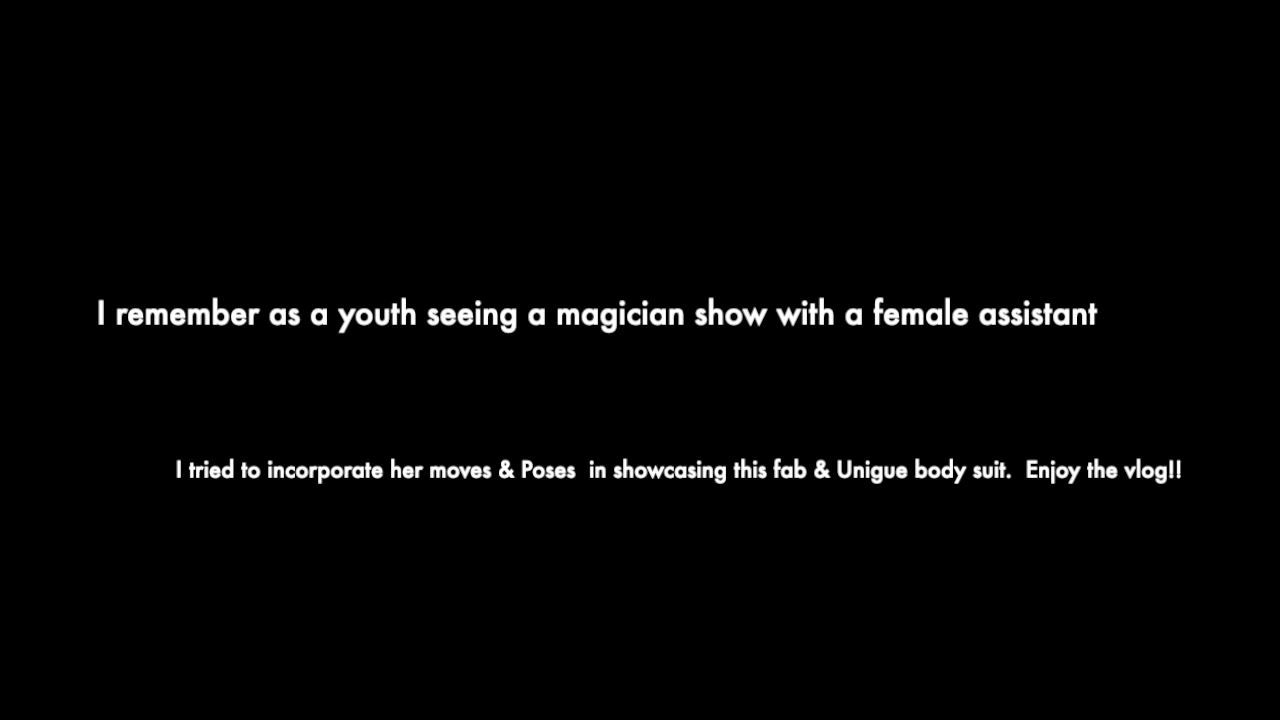 I remember as a youth seeing a magician show with a female assistant
I tried to incorporate her moves & Poses  in showcasing this fab & Unigue body suit.  Enjoy the vlog!!